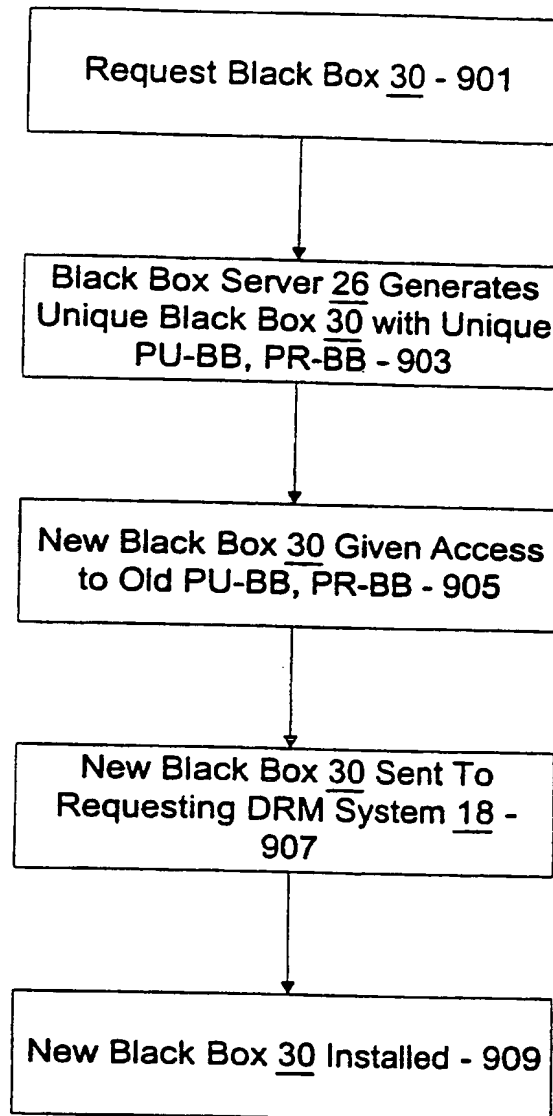 Request Black Box 30 - 901
Black Box Server 26 Generates
Unique Black Box 30 with Unique
PU-BB, PR-BB - 903
New Black Box 30 Given Access
to Old PU-BB, PR-BB - 905
New Black Box 30 Sent To
Requesting DRM System 18 -
907
New Black Box 30 Installed - 909